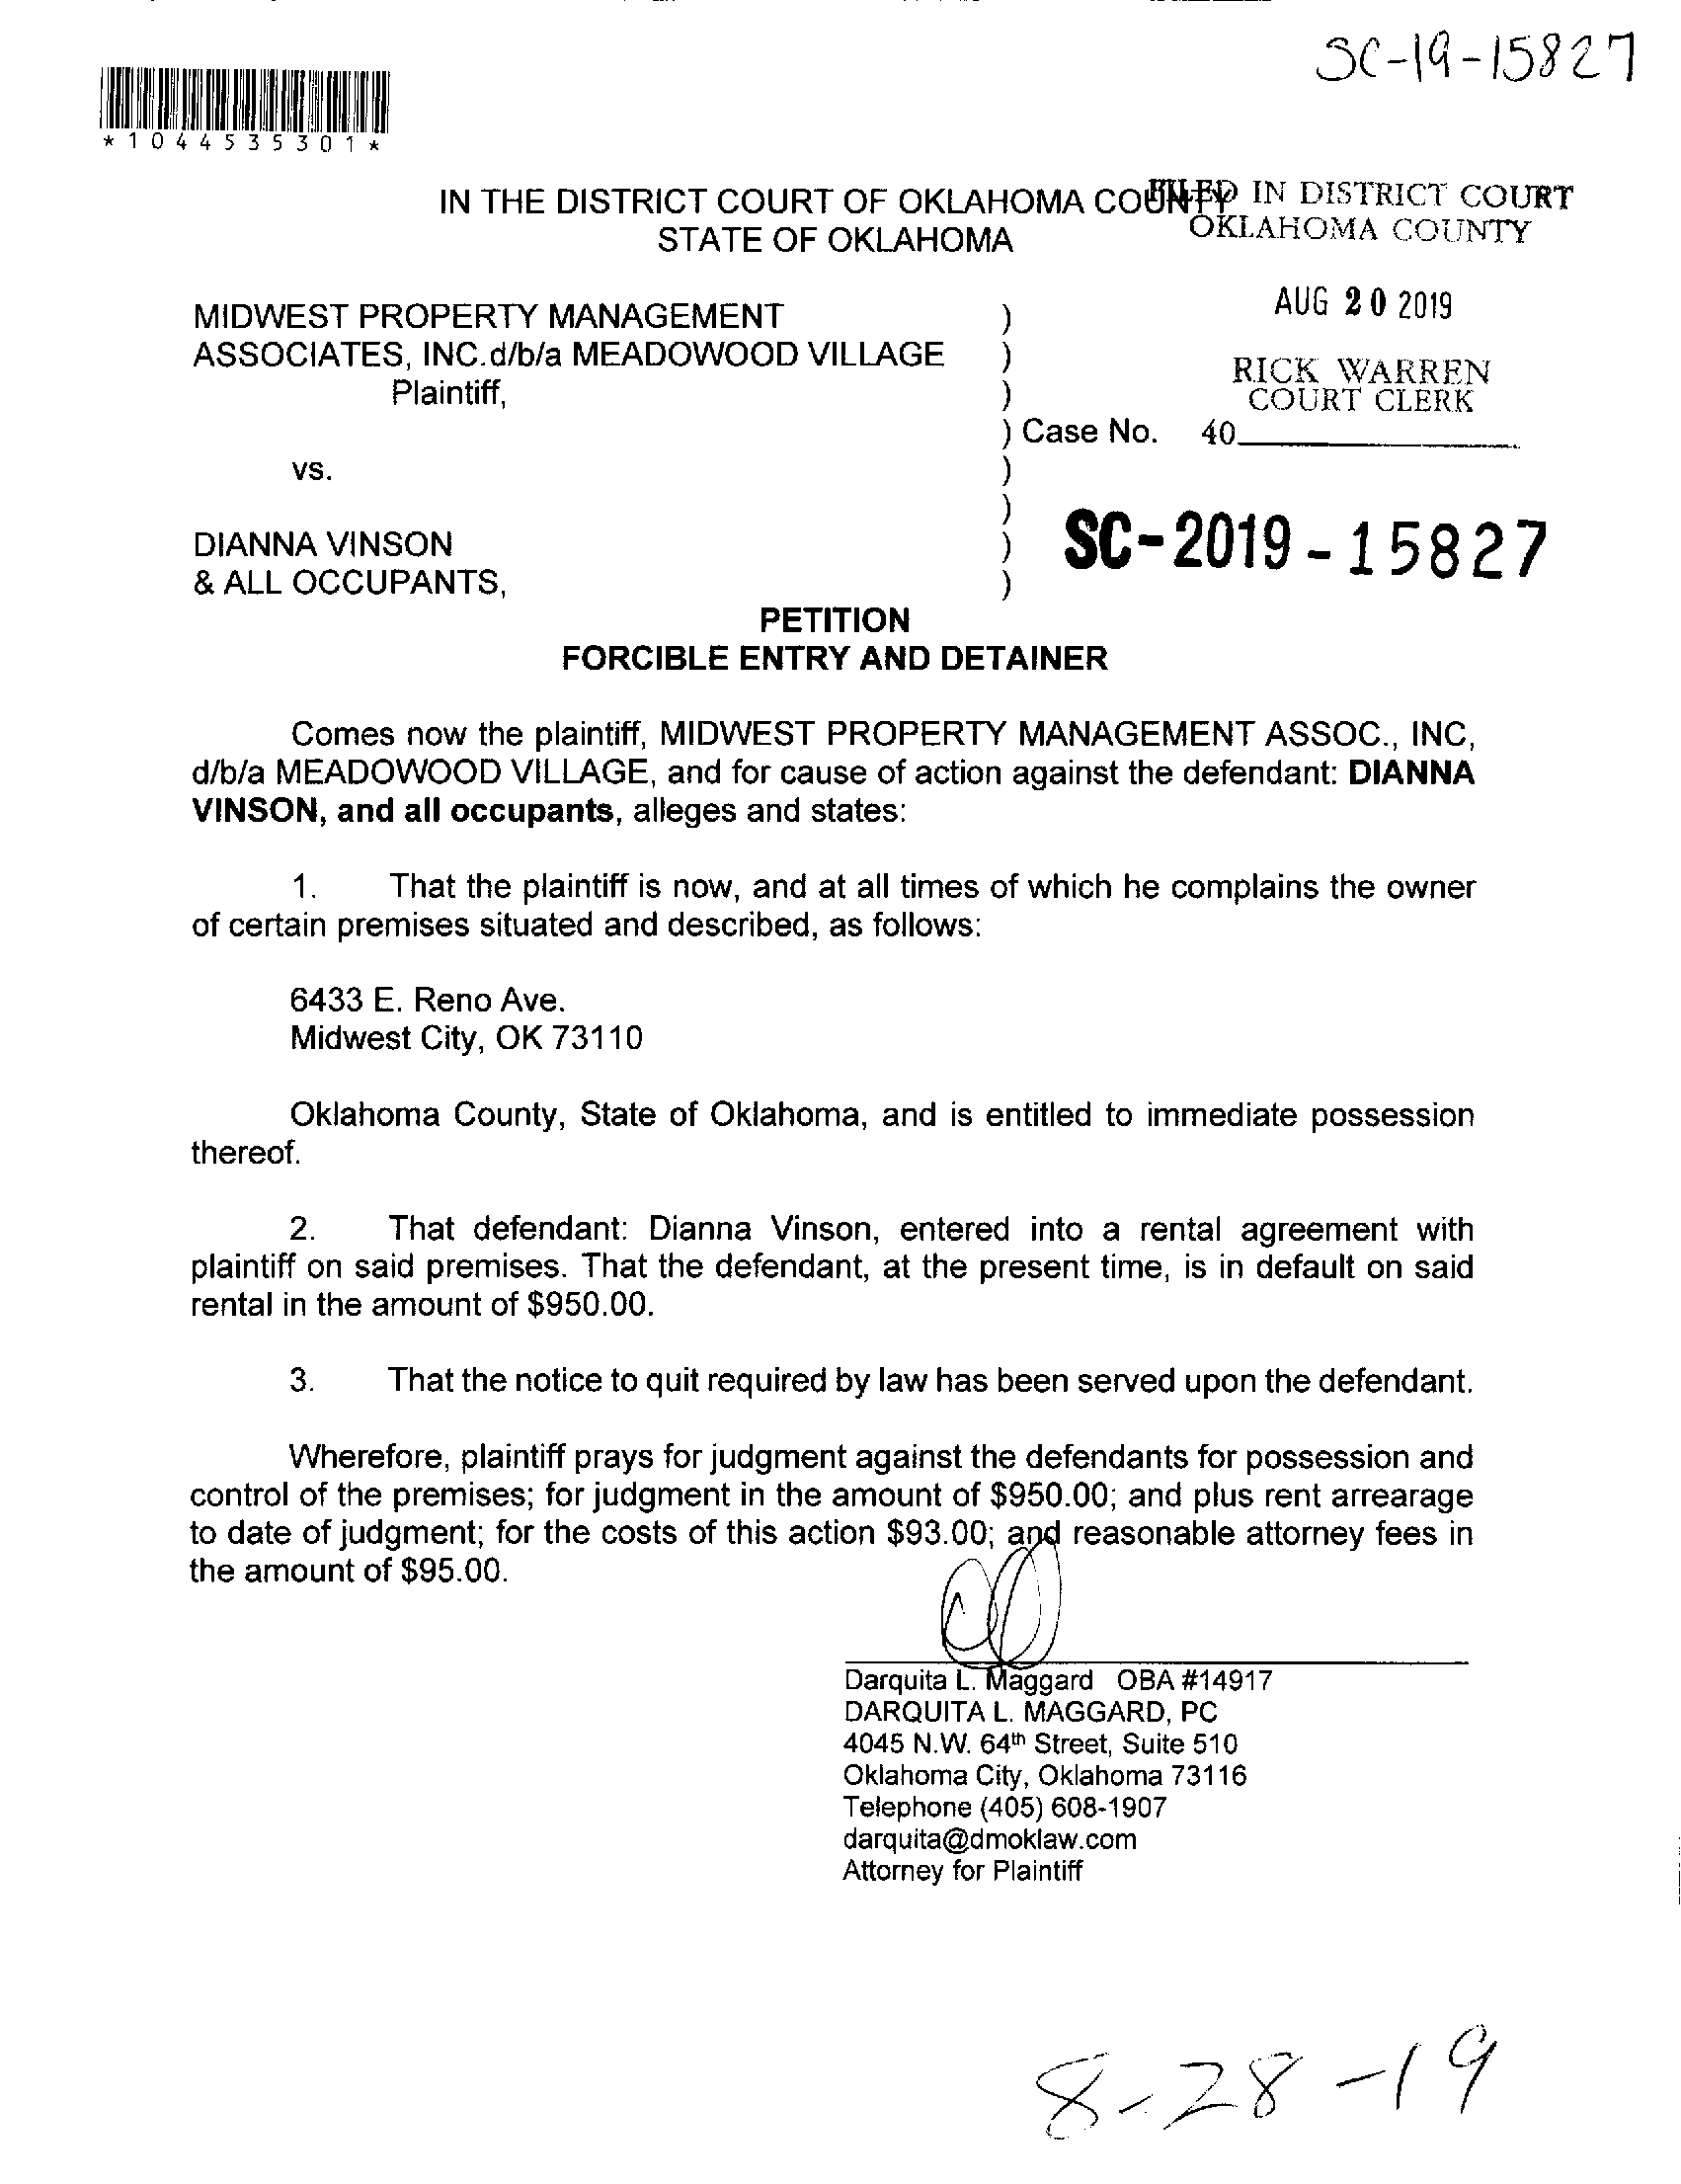 SC-19-15827
*1044535301*
IN THE DISTRICT COURT OF OKLAHOMA COUNTY
STATE OF OKLAHOMA
FILED IN DISTRICT COURT
OKLAHOMA COUNTY
AUG 20 2019
RICK WARREN
COURT CLERK
40
MIDWEST PROPERTY MANAGEMENT )
ASSOCIATES, INC.d/b/a MEADOWOOD VILLAGE )
Plaintiff, )
) Case No.
vs. )
)
DIANNA VINSON )
& ALL OCCUPANTS, )
SC-2019-15827
PETITION
FORCIBLE ENTRY AND DETAINER
Comes now the plaintiff, MIDWEST PROPERTY MANAGEMENT ASSOC., INC,
d/b/a MEADOWOOD VILLAGE, and for cause of action against the defendant: DIANNA
VINSON, and all occupants, alleges and states:
1. That the plaintiff is now, and at all times of which he complains the owner
of certain premises situated and described, as follows:
6433 E. Reno Ave.
Midwest City, OK 73110
Oklahoma County, State of Oklahoma, and is entitled to immediate possession
thereof.
2. That defendant: Dianna Vinson, entered into a rental agreement with
plaintiff on said premises. That the defendant, at the present time, is in default on said
rental in the amount of $950.00.
3. That the notice to quit required by law has been served upon the defendant.
Wherefore, plaintiff prays for judgment against the defendants for possession and
control of the premises; for judgment in the amount of $950.00; and plus rent arrearage
to date of judgment; for the costs of this action $93.00; and reasonable attorney fees in
the amount of $95.00.
Darquita L. Maggard OBA #14917
DARQUITA L. MAGGARD, PC
4045 N.W. 64th Street, Suite 510
Oklahoma City, Oklahoma 73116
Telephone (405) 608-1907
darquita@dmoklaw.com
Attorney for Plaintiff
8-28-19